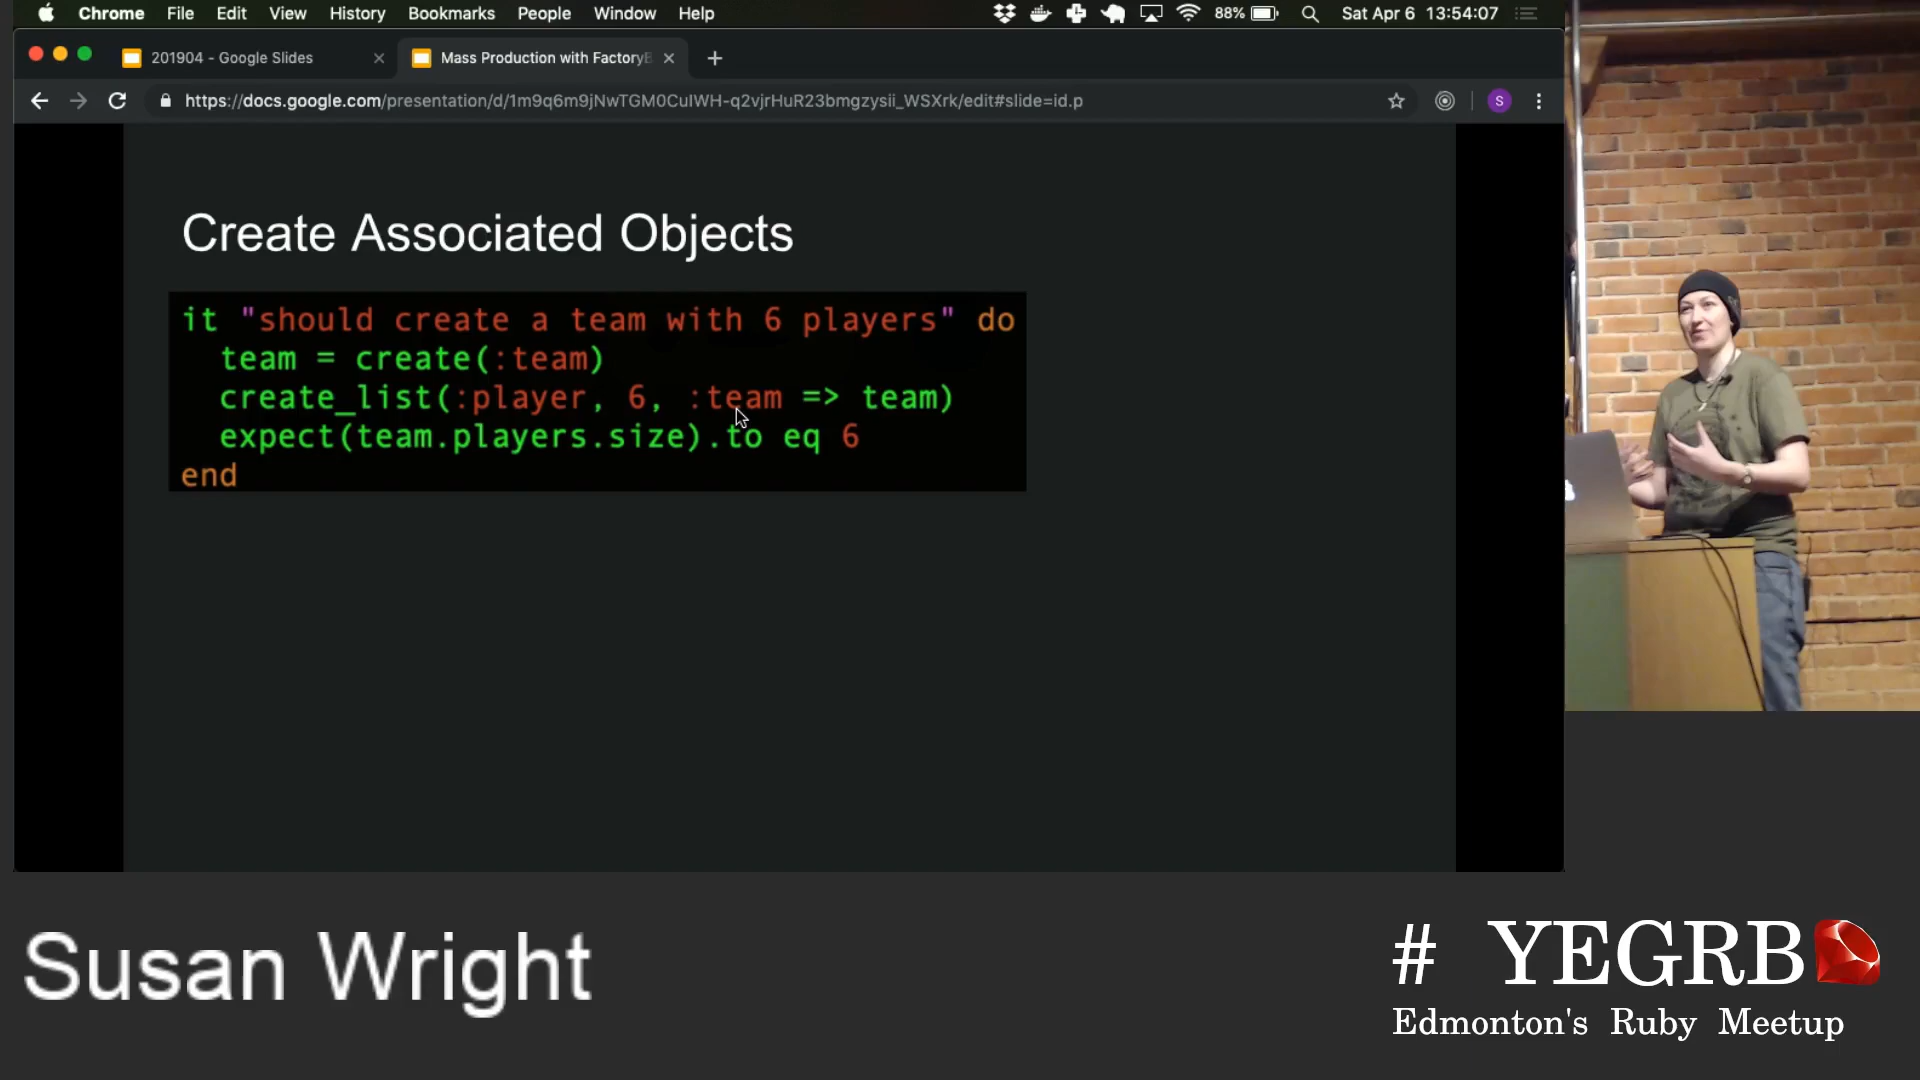 Chrome File Edit View History Bookmarks People Window Help 88% Sat Apr 6 13:54:07
201904 - Google Slides Mass Production with FactoryB
https://docs.google.com/presentation/d/1m9q6m9jNwTGM0CuIWH-q2vjrHuR23bmgzysii_WSXrk/edit#slide=id.p S
Create Associated Objects
it "should create a team with 6 players" do
team = create(:team)
create_list(:player, 6, :team => team)
expect(team.players.size).to eq 6
end
Susan Wright
# YEGRB
Edmonton's Ruby Meetup